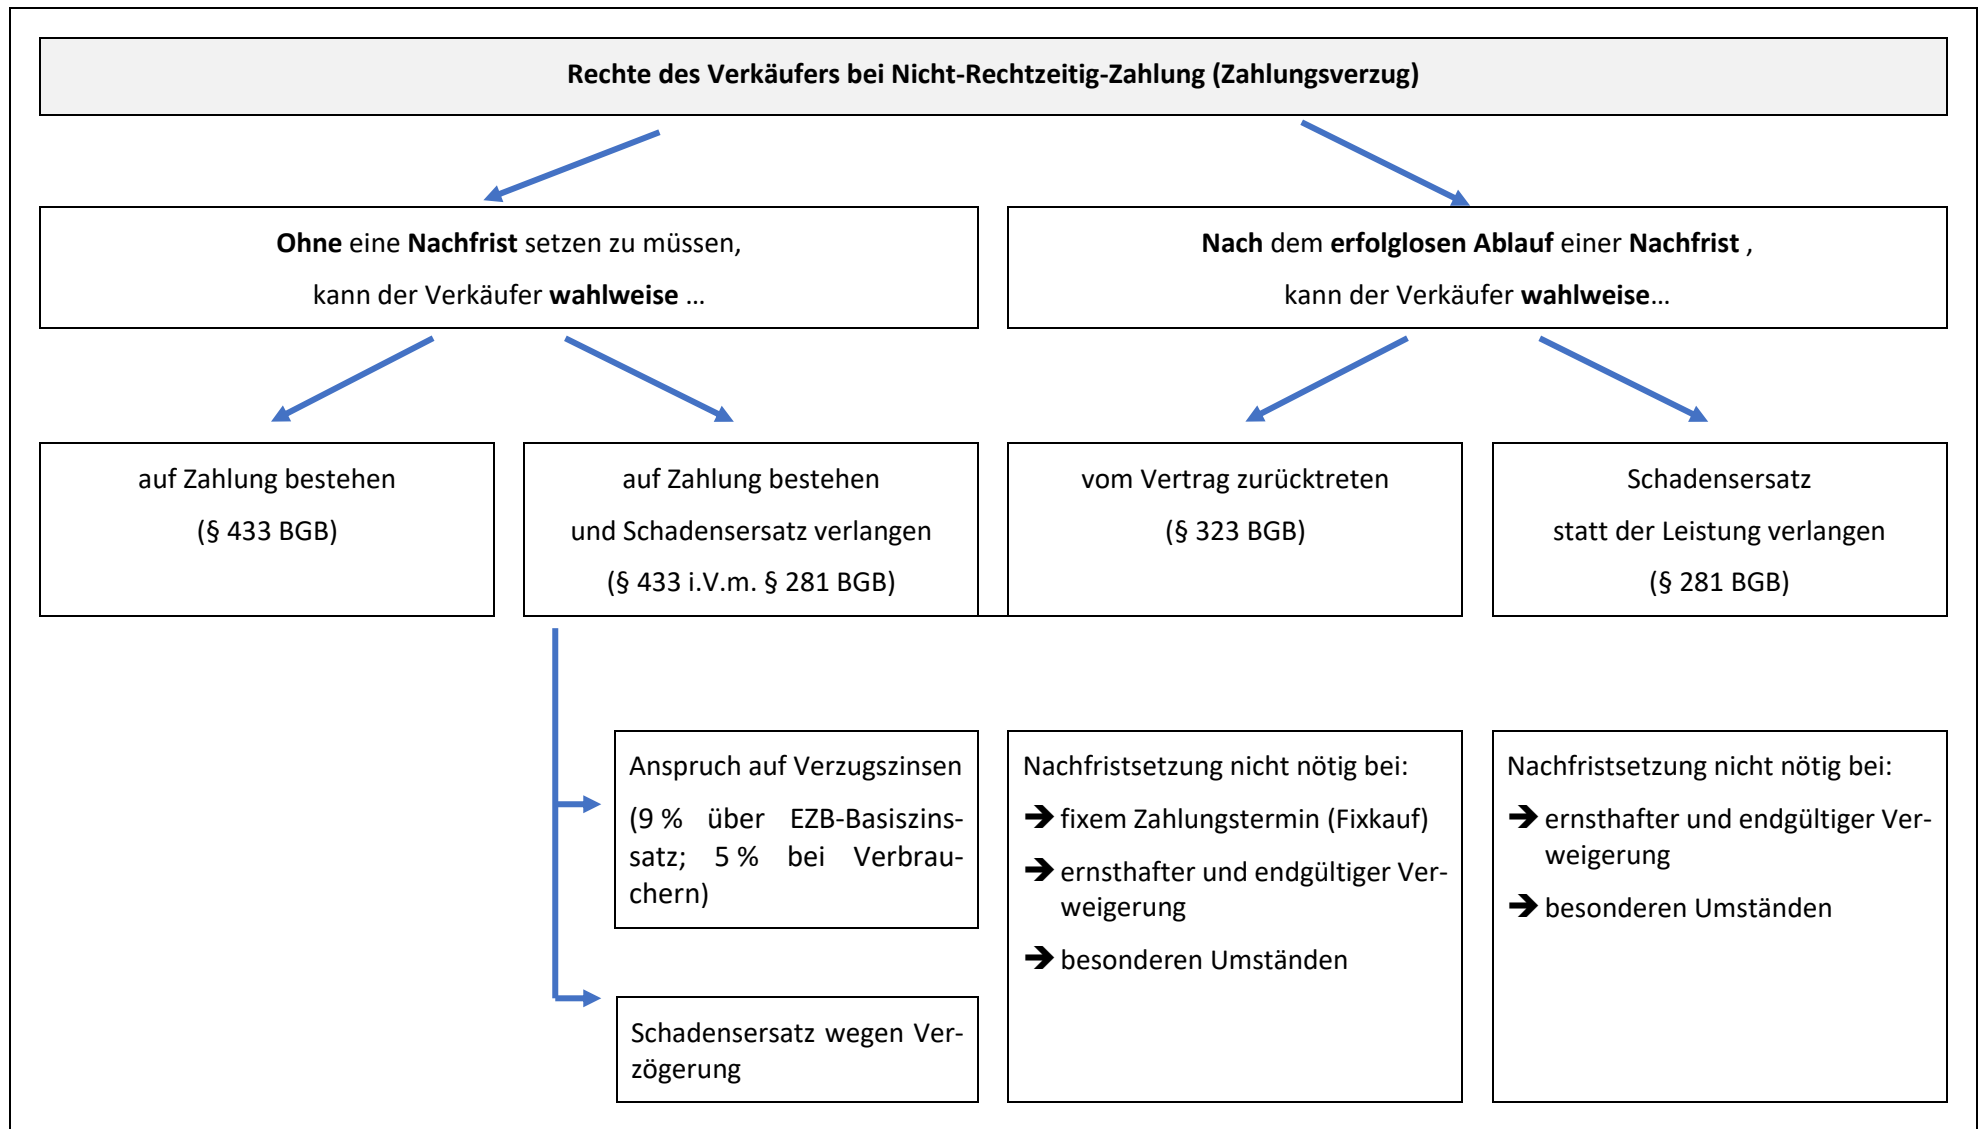 Rechte des Verkäufers bei Nicht-Rechtzeitig-Zahlung (Zahlungsverzug)
Ohne eine Nachfrist setzen zu müssen,
kann der Verkäufer wahlweise …
Nach dem erfolglosen Ablauf einer Nachfrist ,
kann der Verkäufer wahlweise…
auf Zahlung bestehen
(§ 433 BGB)
auf Zahlung bestehen
und Schadensersatz verlangen
(§ 433 i.V.m. § 281 BGB)
vom Vertrag zurücktreten
(§ 323 BGB)
Schadensersatz
statt der Leistung verlangen
(§ 281 BGB)
Anspruch auf Verzugszinsen
(9 % über EZB-Basiszins-
satz; 5 % bei Verbrau-
chern)
Schadensersatz wegen Ver-
zögerung
Nachfristsetzung nicht nötig bei:
➔ fixem Zahlungstermin (Fixkauf)
➔ ernsthafter und endgültiger Ver-
weigerung
➔ besonderen Umständen
Nachfristsetzung nicht nötig bei:
➔ ernsthafter und endgültiger Ver-
weigerung
➔ besonderen Umständen